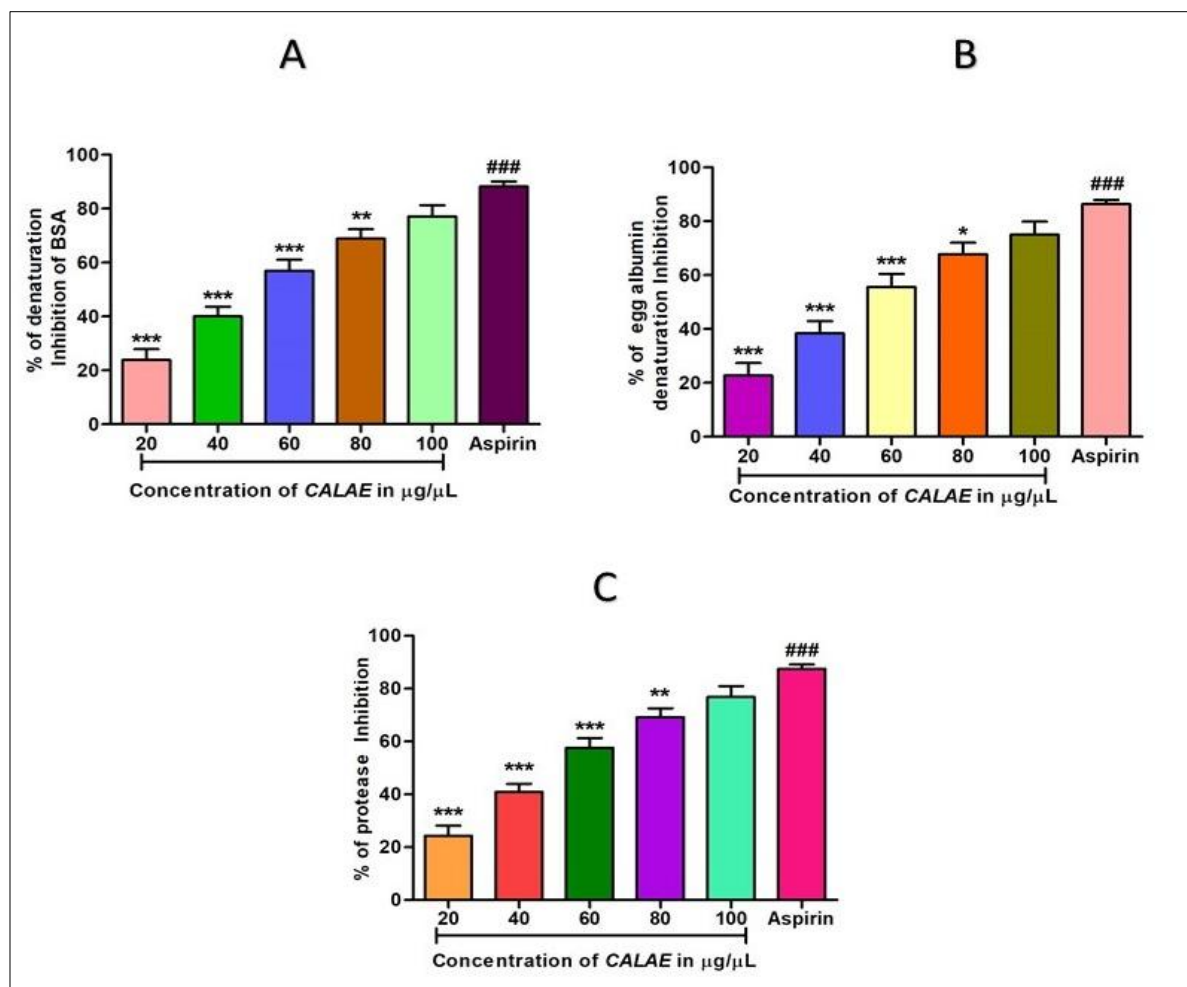 A
% of denaturation
Inhibition of BSA
100
80
60
40
20
0
***
***
***
**
###
20 40 60 80 100 Aspirin
Concentration of CALAE in μg/μL
B
% of egg albumin
denaturation Inhibition
100
80
60
40
20
0
***
***
***
*
###
20 40 60 80 100 Aspirin
Concentration of CALAE in μg/μL
C
% of protease Inhibition
100
80
60
40
20
0
***
***
***
**
###
20 40 60 80 100 Aspirin
Concentration of CALAE in μg/μL